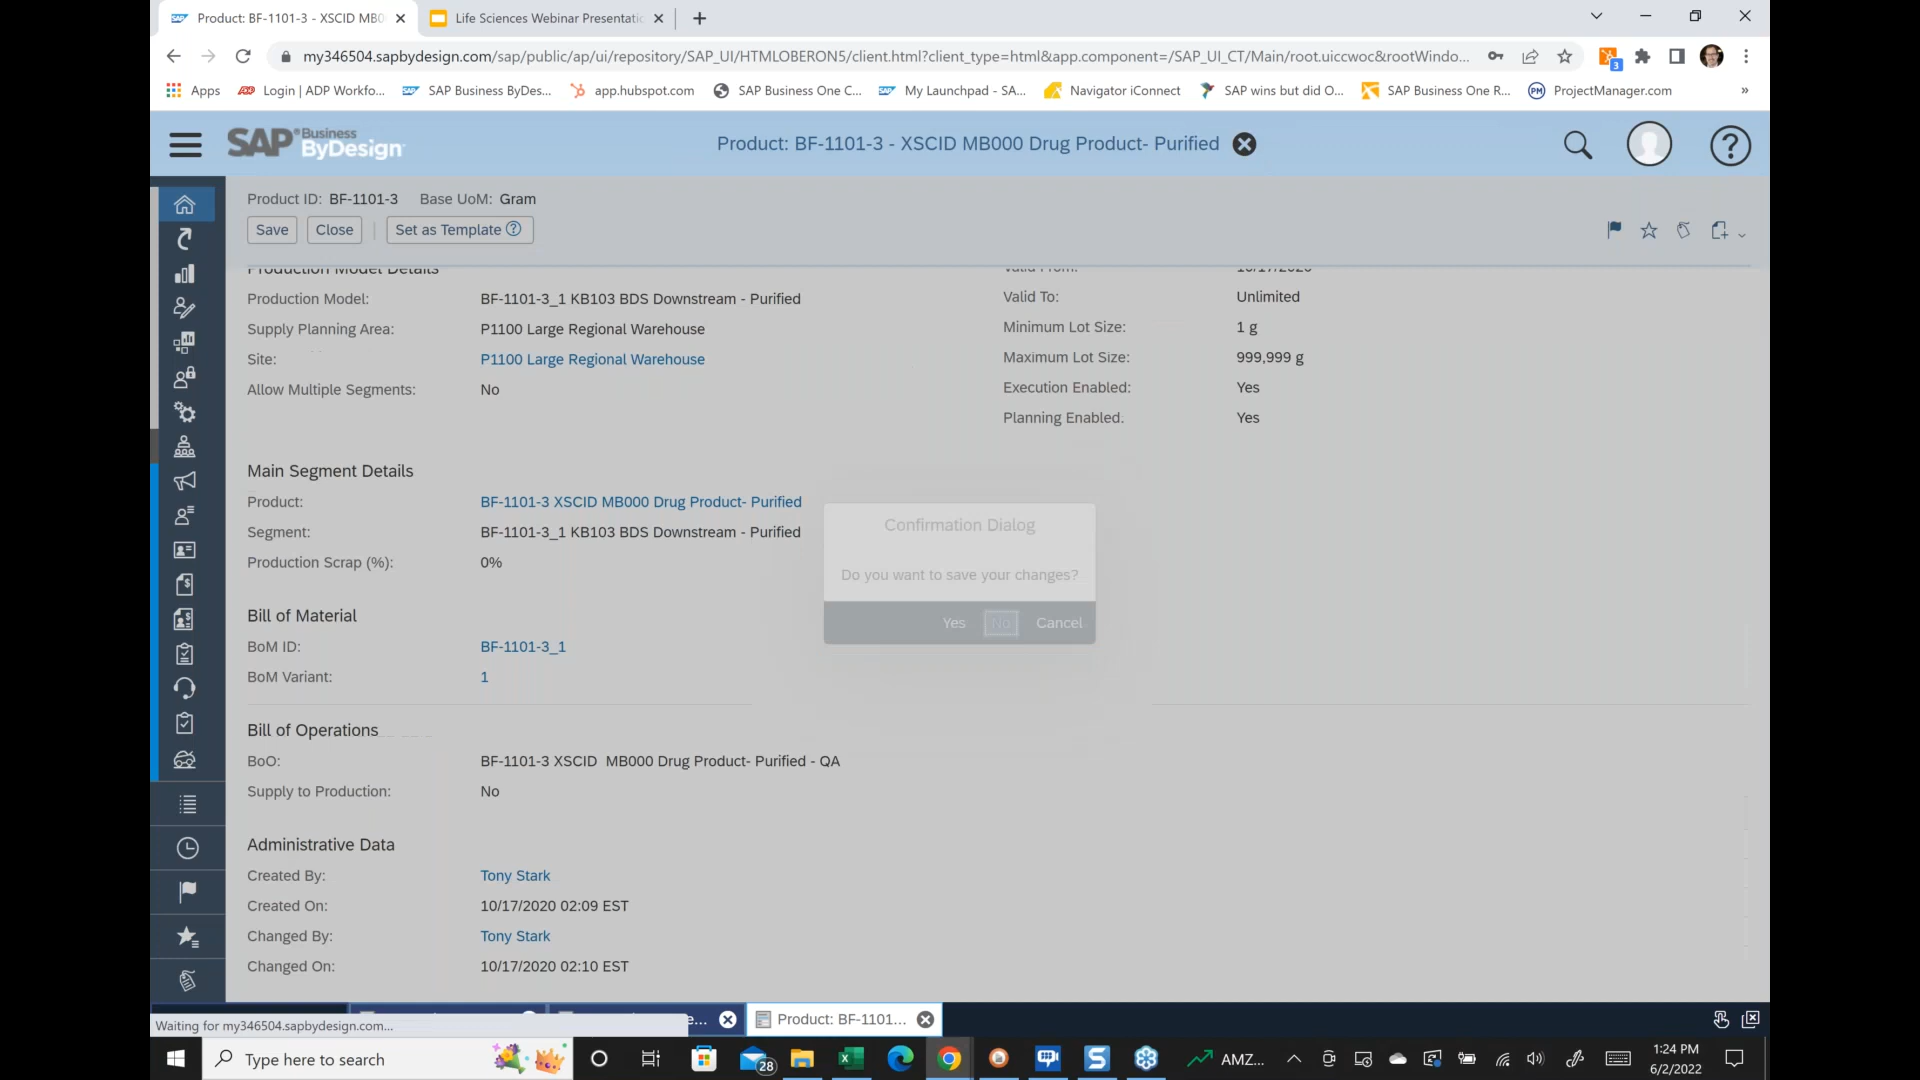 Product: BF-1101-3 - XSCID MB0
Life Sciences Webinar Presentatio
my346504.sapbydesign.com/sap/public/ap/ui/repository/SAP_UI/HTMLOBERON5/client.html?client_type=html&app.component=/SAP_UI_CT/Main/root.uiccwoc&rootWindo...
3
Apps
Login | ADP Workfo...
SAP Business ByDes...
app.hubspot.com
SAP Business One C...
My Launchpad - SA...
Navigator iConnect
SAP wins but did O...
SAP Business One R...
PM ProjectManager.com
»
SAP Business ByDesign
Product: BF-1101-3 - XSCID MB000 Drug Product- Purified
Product ID: BF-1101-3 Base UoM: Gram
Save Close Set as Template
Production Model Details
Valid From: 10/17/2020
Production Model: BF-1101-3_1 KB103 BDS Downstream - Purified
Valid To: Unlimited
Supply Planning Area: P1100 Large Regional Warehouse
Minimum Lot Size: 1 g
Site: P1100 Large Regional Warehouse
Maximum Lot Size: 999,999 g
Allow Multiple Segments: No
Execution Enabled: Yes
Planning Enabled. Yes
Main Segment Details
Product: BF-1101-3 XSCID MB000 Drug Product- Purified
Segment: BF-1101-3_1 KB103 BDS Downstream - Purified
Production Scrap (%): 0%
Confirmation Dialog
Do you want to save your changes?
Yes No Cancel
Bill of Material
BoM ID: BF-1101-3_1
BoM Variant: 1
Bill of Operations
BoO: BF-1101-3 XSCID MB000 Drug Product- Purified - QA
Supply to Production: No
Administrative Data
Created By: Tony Stark
Created On: 10/17/2020 02:09 EST
Changed By: Tony Stark
Changed On: 10/17/2020 02:10 EST
Waiting for my346504.sapbydesign.com...
e...
Product: BF-1101...
Type here to search
28
AMZ...
1:24 PM
6/2/2022